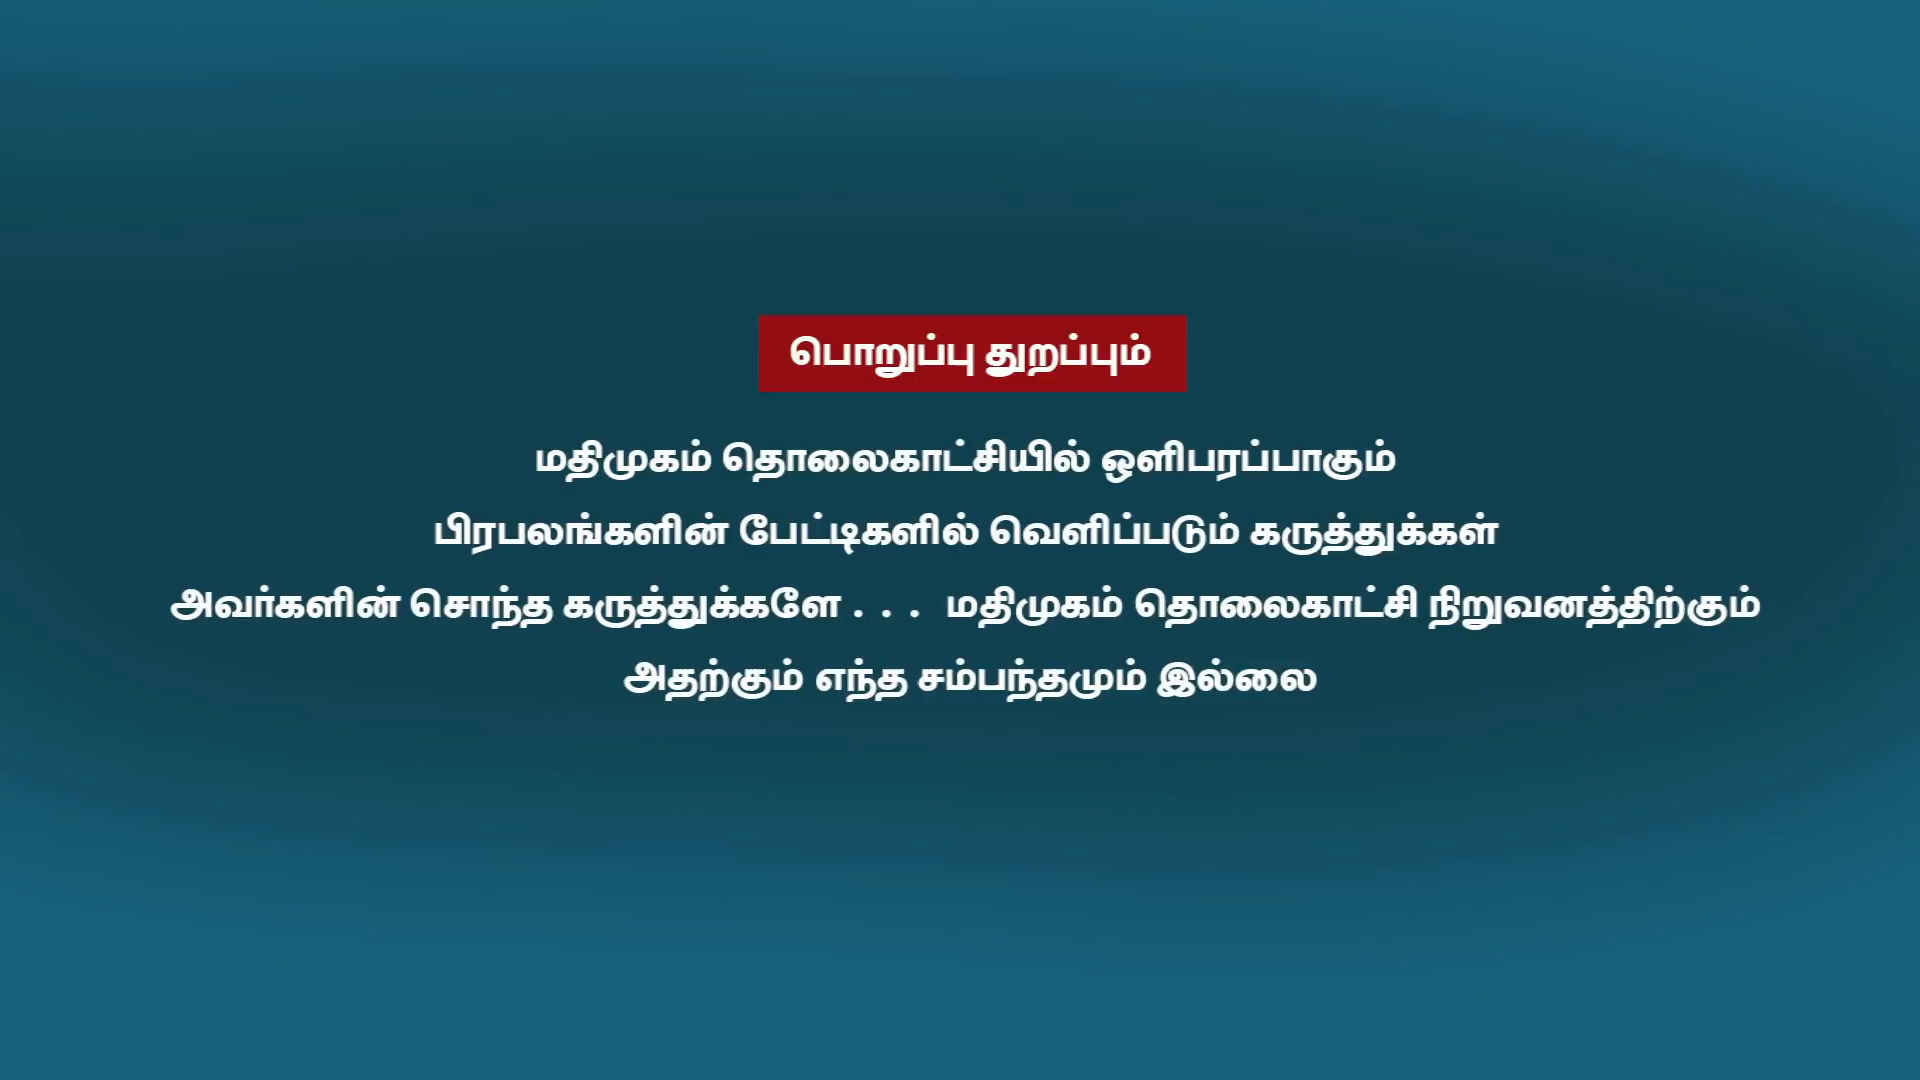 பொறுப்பு துறப்பும்
மதிமுகம் தொலைகாட்சியில் ஒளிபரப்பாகும்
பிரபலங்களின் பேட்டிகளில் வெளிப்படும் கருத்துக்கள்
அவர்களின் சொந்த கருத்துக்களே . . . மதிமுகம் தொலைகாட்சி நிறுவனத்திற்கும்
அதற்கும் எந்த சம்பந்தமும் இல்லை